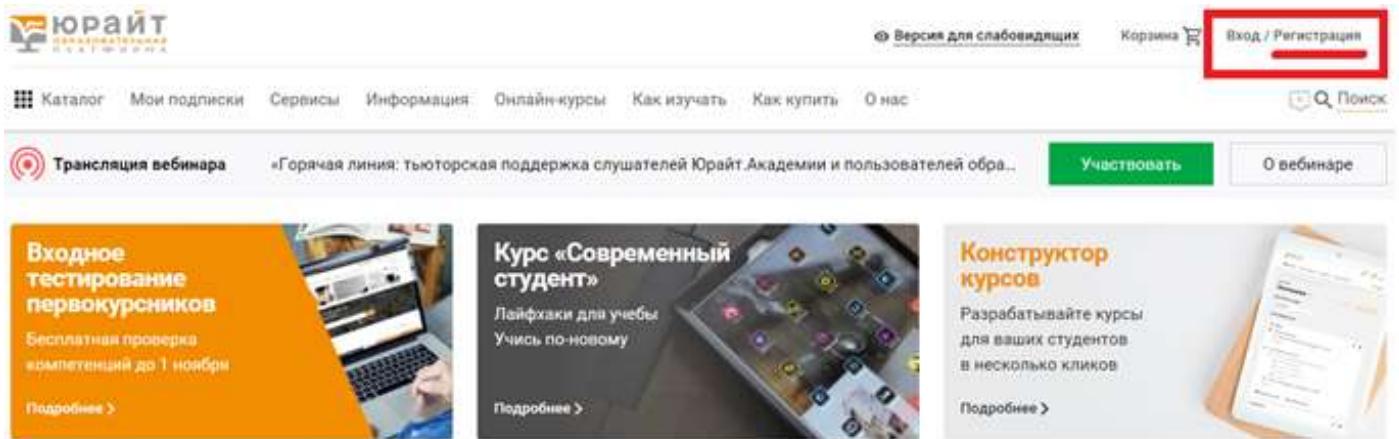 юрайт
ОБРАЗОВАТЕЛЬНАЯ
ПЛАТФОРМА
Версия для слабовидящих
Корзина
Вход / Регистрация
Каталог
Мои подписки
Сервисы
Информация
Онлайн-курсы
Как изучать
Как купить
О нас
Поиск
Трансляция вебинара
«Горячая линия: тьюторская поддержка слушателей Юрайт.Академии и пользователей обра...
Участвовать
О вебинаре
Входное
тестирование
первокурсников
Бесплатная проверка
компетенций до 1 ноября
Подробнее >
Курс «Современный
студент»
Лайфхаки для учебы
Учись по-новому
Подробнее >
Конструктор
курсов
Разрабатывайте курсы
для ваших студентов
в несколько кликов
Подробнее >